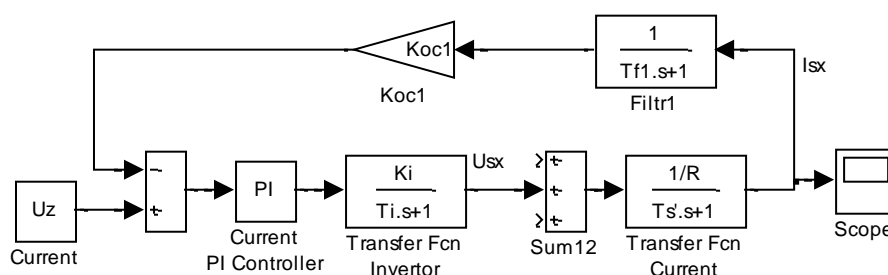 1
Tf1.s+1
Filtr1
Koc1
Koc1
Isx
Uz
Current
−
+
PI
Current
PI Controller
Ki
Ti.s+1
Transfer Fcn
Invertor
Usx
+
+
+
Sum12
1/R
Ts'.s+1
Transfer Fcn
Current
Scope